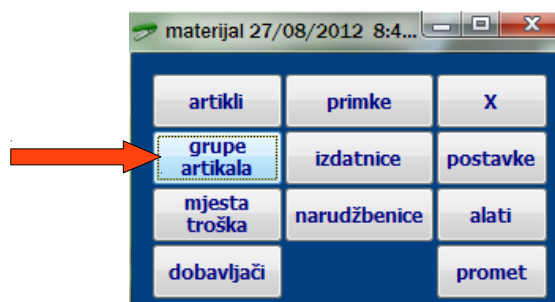 materijal 27/08/2012 8:4...
artikli
primke
X
grupe
artikala
izdatnice
postavke
mjesta
troška
narudžbenice
alati
dobavljači
promet